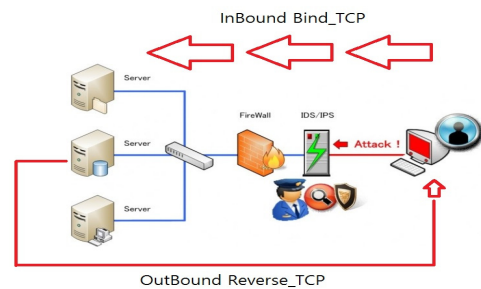 InBound Bind_TCP
Server
FireWall
IDS/IPS
Server
Attack !
Server
OutBound Reverse_TCP